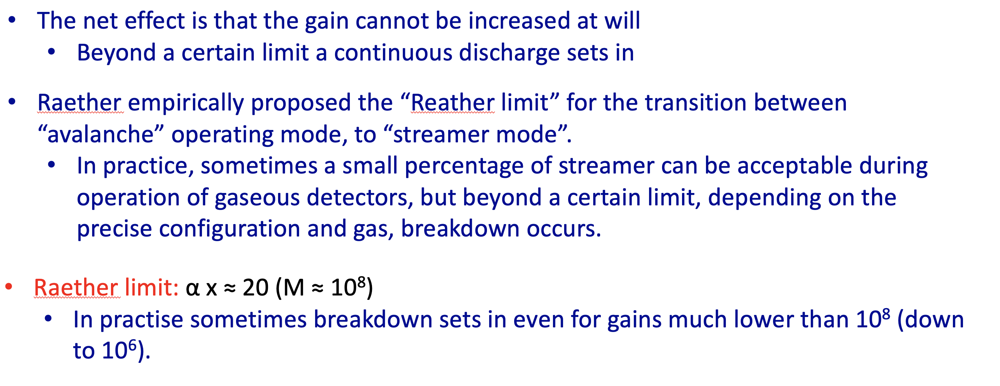 • The net effect is that the gain cannot be increased at will
• Beyond a certain limit a continuous discharge sets in
• Raether empirically proposed the “Reather limit” for the transition between
“avalanche” operating mode, to “streamer mode”.
• In practice, sometimes a small percentage of streamer can be acceptable during
operation of gaseous detectors, but beyond a certain limit, depending on the
precise configuration and gas, breakdown occurs.
• Raether limit: α x ≈ 20 (M ≈ 10⁸)
• In practise sometimes breakdown sets in even for gains much lower than 10⁸ (down
to 10⁶).